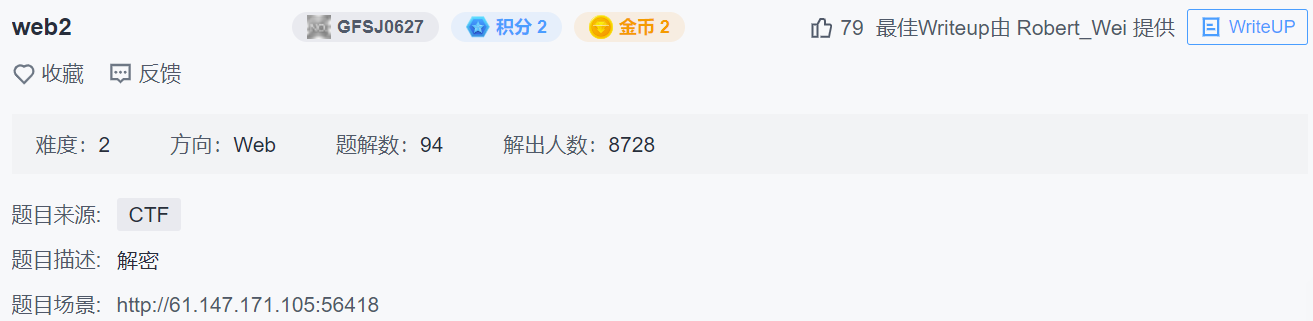 web2 GFSJ0627 积分 2 金币 2 79 最佳Writeup由 Robert_Wei 提供 WriteUP
收藏 反馈
难度：2 方向：Web 题解数：94 解出人数：8728
题目来源: CTF
题目描述: 解密
题目场景: http://61.147.171.105:56418